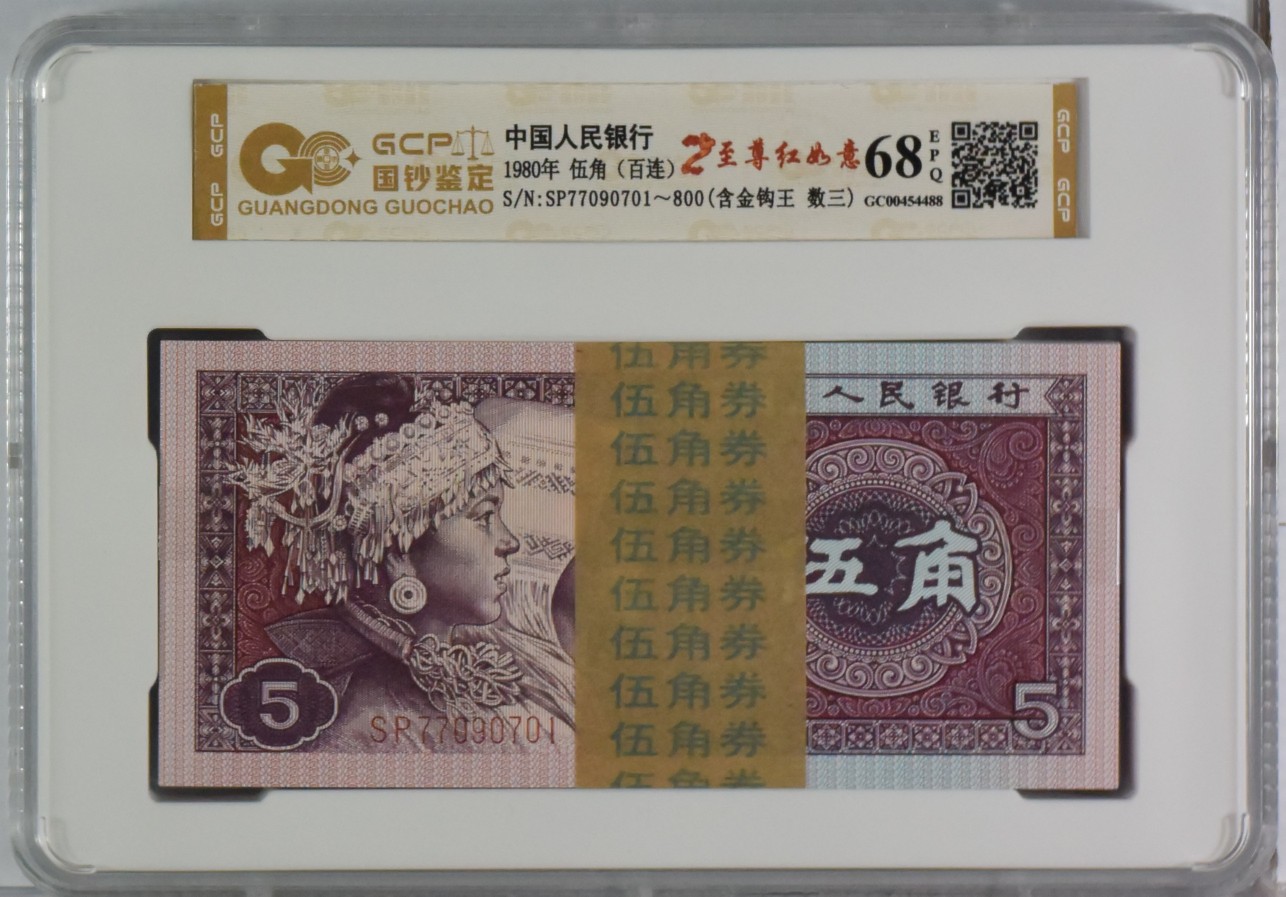 GCP GCP
GCP
国钞鉴定
GUANGDONG GUOCHAO
中国人民银行
1980年 伍角（百连）
S/N:SP77090701～800(含金钩王 数三)
至尊红如意
68
EPQ
GC00454488
GCP GCP
伍角券
伍角券
伍角券
伍角券
伍角券
伍角券
伍角券
伍角券
伍角券
伍角券
人民银行
伍角
5
SP77090701
5